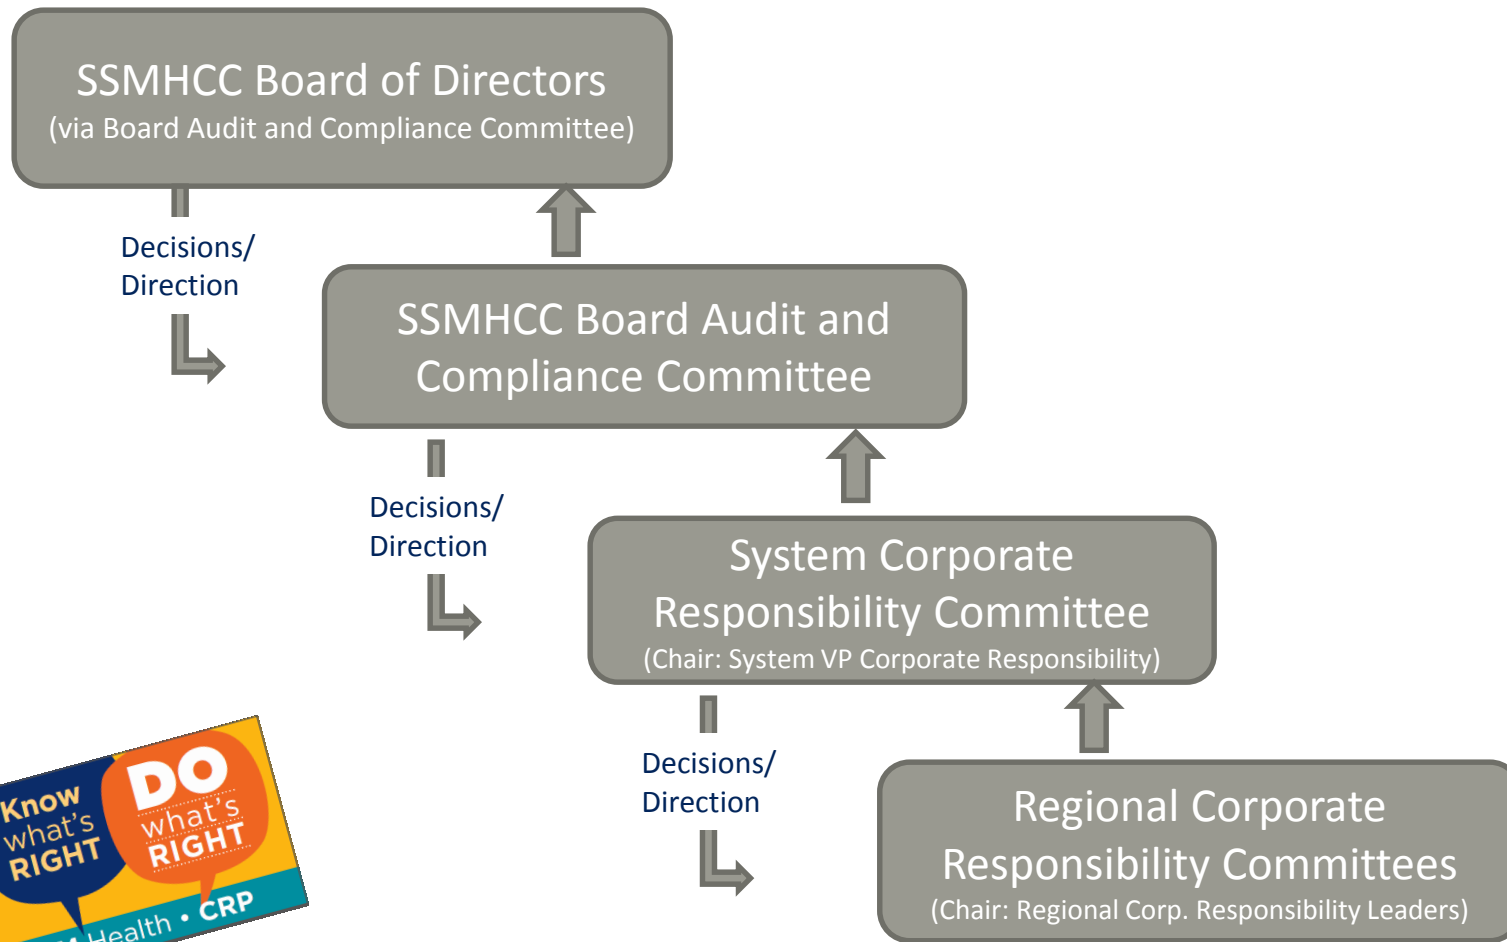 SSMHCC Board of Directors
(via Board Audit and Compliance Committee)
Decisions/
Direction
SSMHCC Board Audit and
Compliance Committee
Decisions/
Direction
System Corporate
Responsibility Committee
(Chair: System VP Corporate Responsibility)
Decisions/
Direction
Regional Corporate
Responsibility Committees
(Chair: Regional Corp. Responsibility Leaders)
Know
what's
RIGHT
DO
what's
RIGHT
Health • CRP